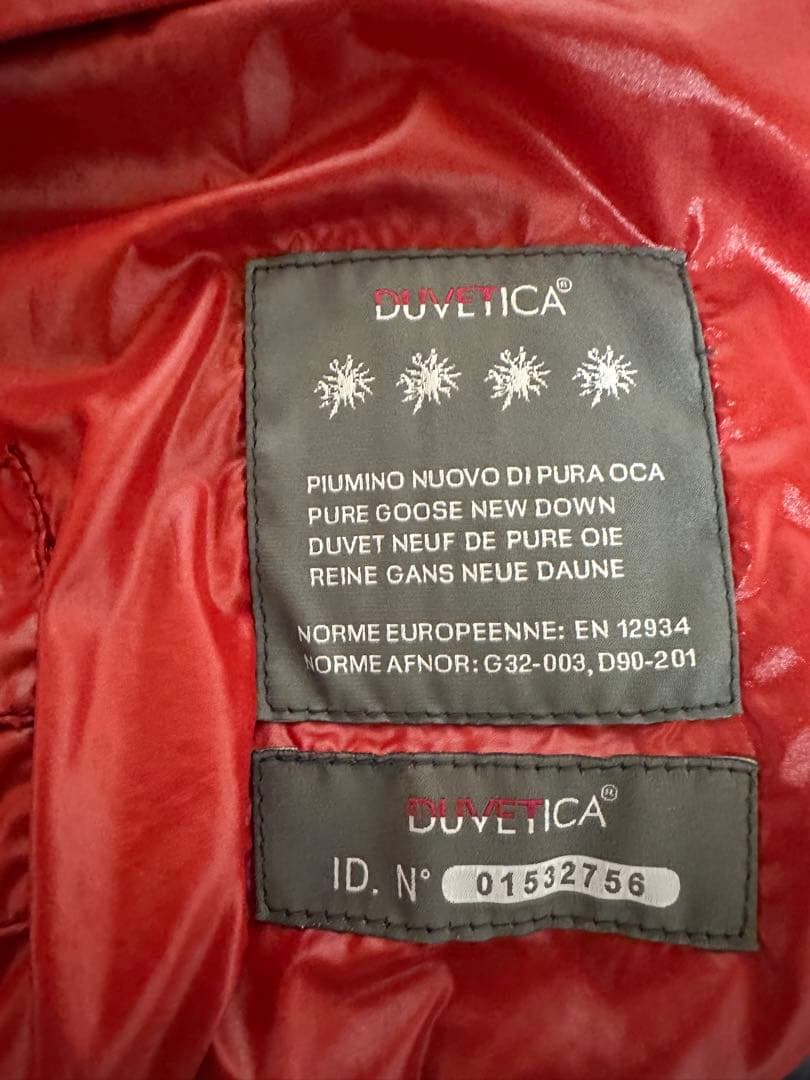 DUVETICA®
PIUMINO NUOVO DI PURA OCA
PURE GOOSE NEW DOWN
DUVET NEUF DE PURE OIE
REINE GANS NEUE DAUNE
NORME EUROPEENNE: EN 12934
NORME AFNOR: G32-003, D90-201
DUVETICA®
ID. N° 01532756